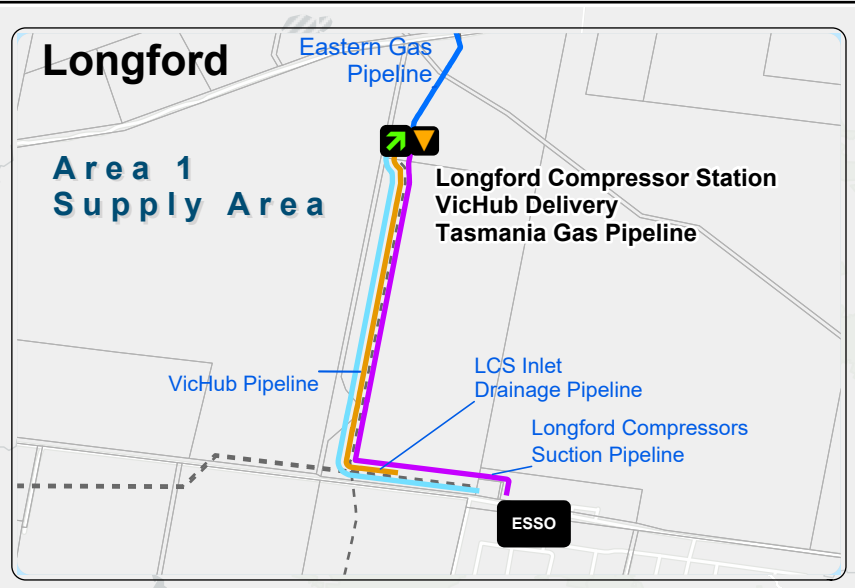 Longford
Eastern Gas
Pipeline
Area 1
Supply Area
Longford Compressor Station
VicHub Delivery
Tasmania Gas Pipeline
VicHub Pipeline
LCS Inlet
Drainage Pipeline
Longford Compressors
Suction Pipeline
ESSO